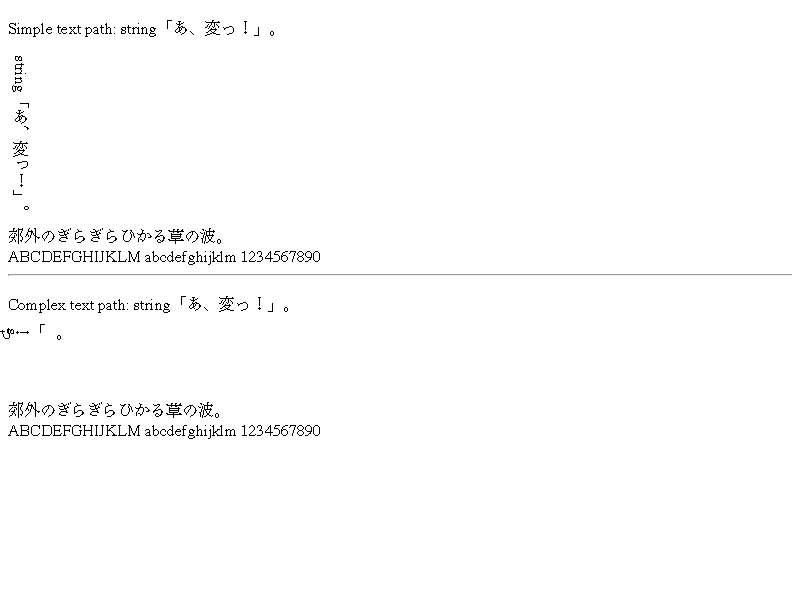 Simple text path: string「あ、変っ！」。
string「あ、変っ！」。
郊外のぎらぎらひかる草の波。
ABCDEFGHIJKLM abcdefghijklm 1234567890
Complex text path: string「あ、変っ！」。
「 。
郊外のぎらぎらひかる草の波。
ABCDEFGHIJKLM abcdefghijklm 1234567890